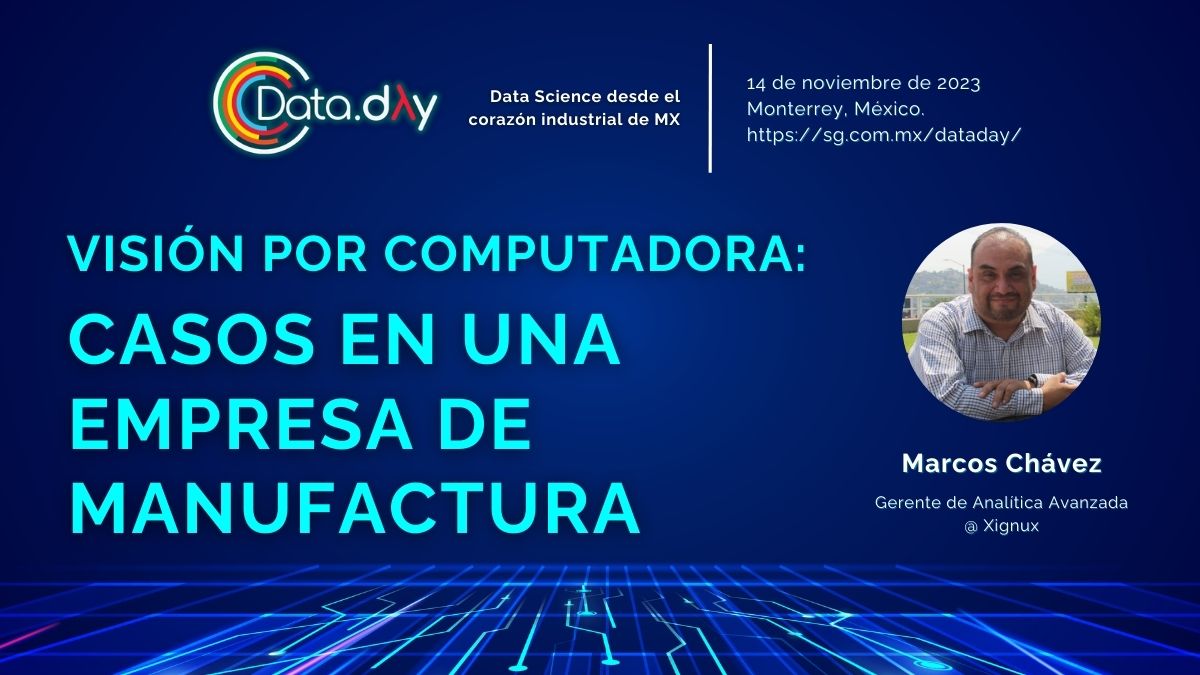 Data.day
Data Science desde el
corazón industrial de MX
14 de noviembre de 2023
Monterrey, México.
https://sg.com.mx/dataday/
VISIÓN POR COMPUTADORA:
CASOS EN UNA
EMPRESA DE
MANUFACTURA
Marcos Chávez
Gerente de Analítica Avanzada
@ Xignux